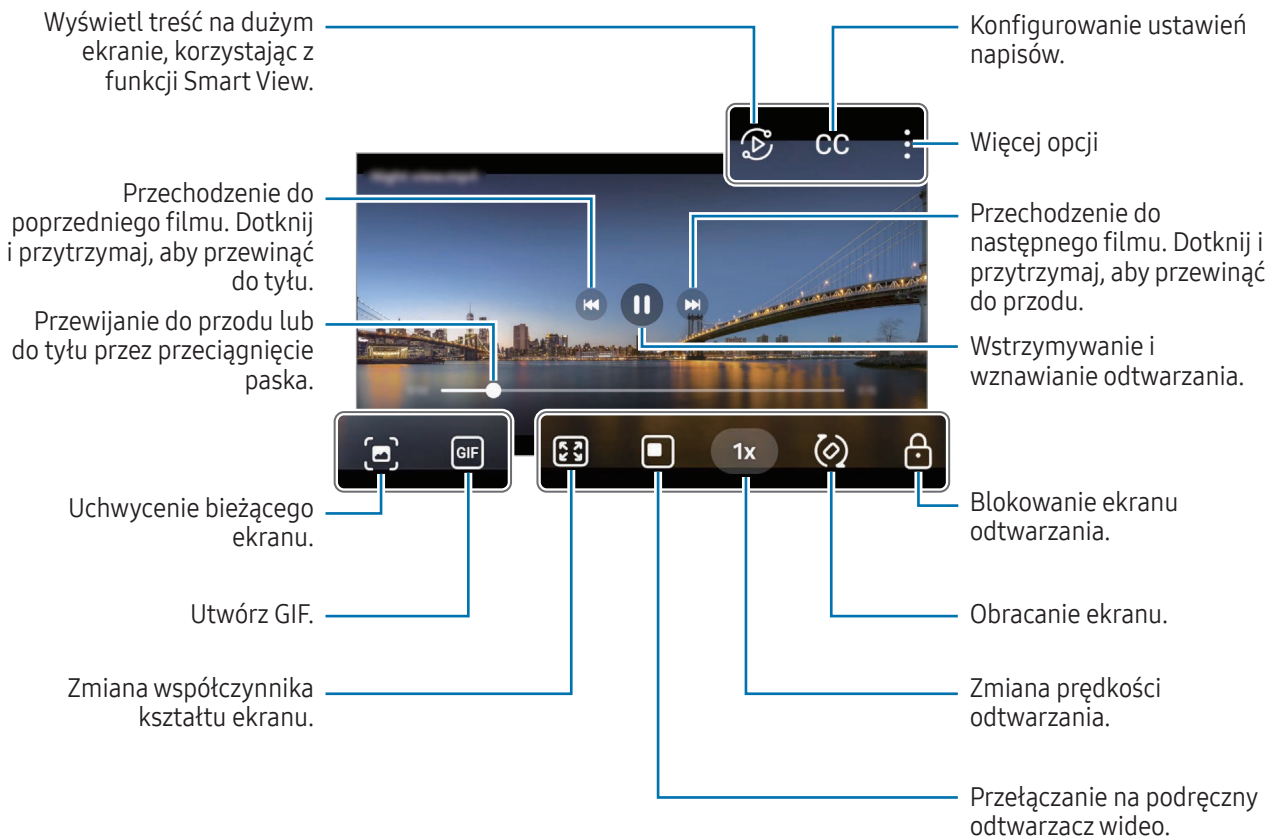 Wyświetl treść na dużym
ekranie, korzystając z
funkcji Smart View.
Konfigurowanie ustawień
napisów.
CC
Więcej opcji
Przechodzenie do
poprzedniego filmu. Dotknij
i przytrzymaj, aby przewinąć
do tyłu.
Przechodzenie do
następnego filmu. Dotknij i
przytrzymaj, aby przewinąć
do przodu.
Przewijanie do przodu lub
do tyłu przez przeciągnięcie
paska.
Wstrzymywanie i
wznawianie odtwarzania.
GIF
1x
Uchwycenie bieżącego
ekranu.
Blokowanie ekranu
odtwarzania.
Utwórz GIF.
Obracanie ekranu.
Zmiana współczynnika
kształtu ekranu.
Zmiana prędkości
odtwarzania.
Przełączanie na podręczny
odtwarzacz wideo.